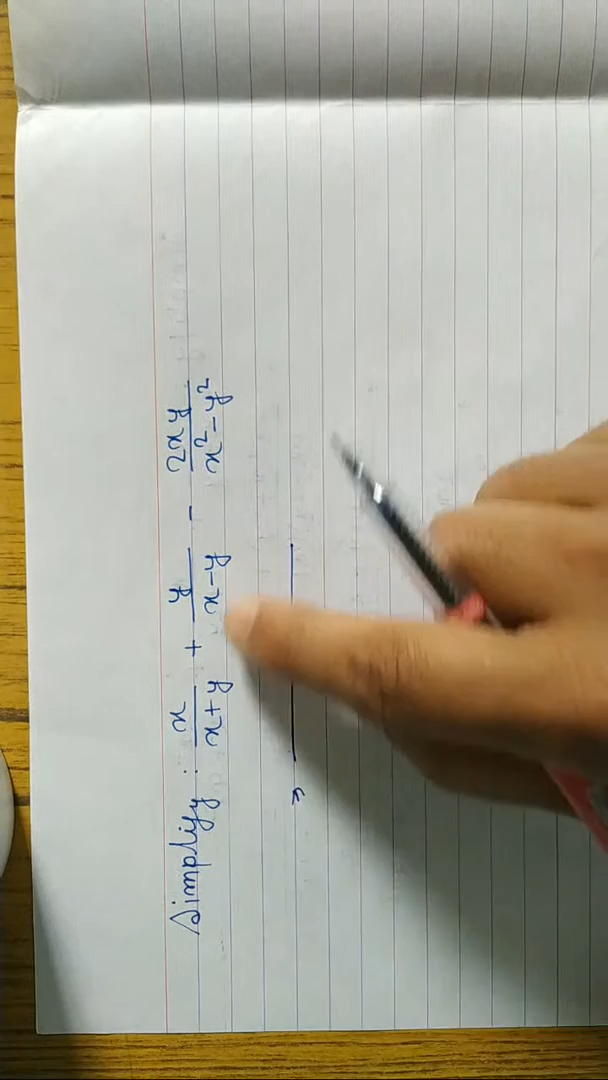 Simplify : x/(x+y) + y/(x-y) - 2xy/(x²-y²)
=